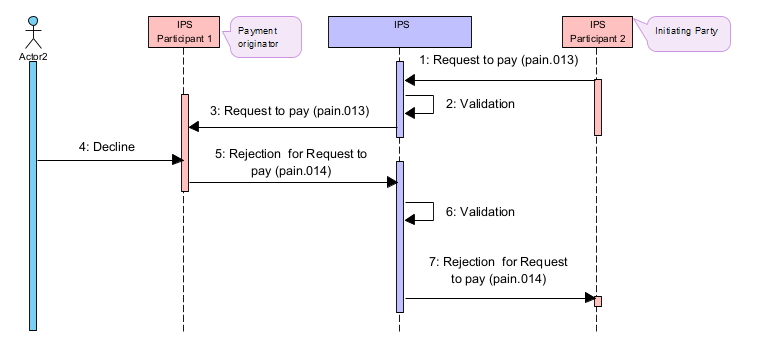 IPS
Participant 1
Payment
originator
IPS
IPS
Participant 2
Initiating Party
Actor2
1: Request to pay (pain.013)
2: Validation
3: Request to pay (pain.013)
4: Decline
5: Rejection  for Request to
pay (pain.014)
6: Validation
7: Rejection  for Request
to pay (pain.014)